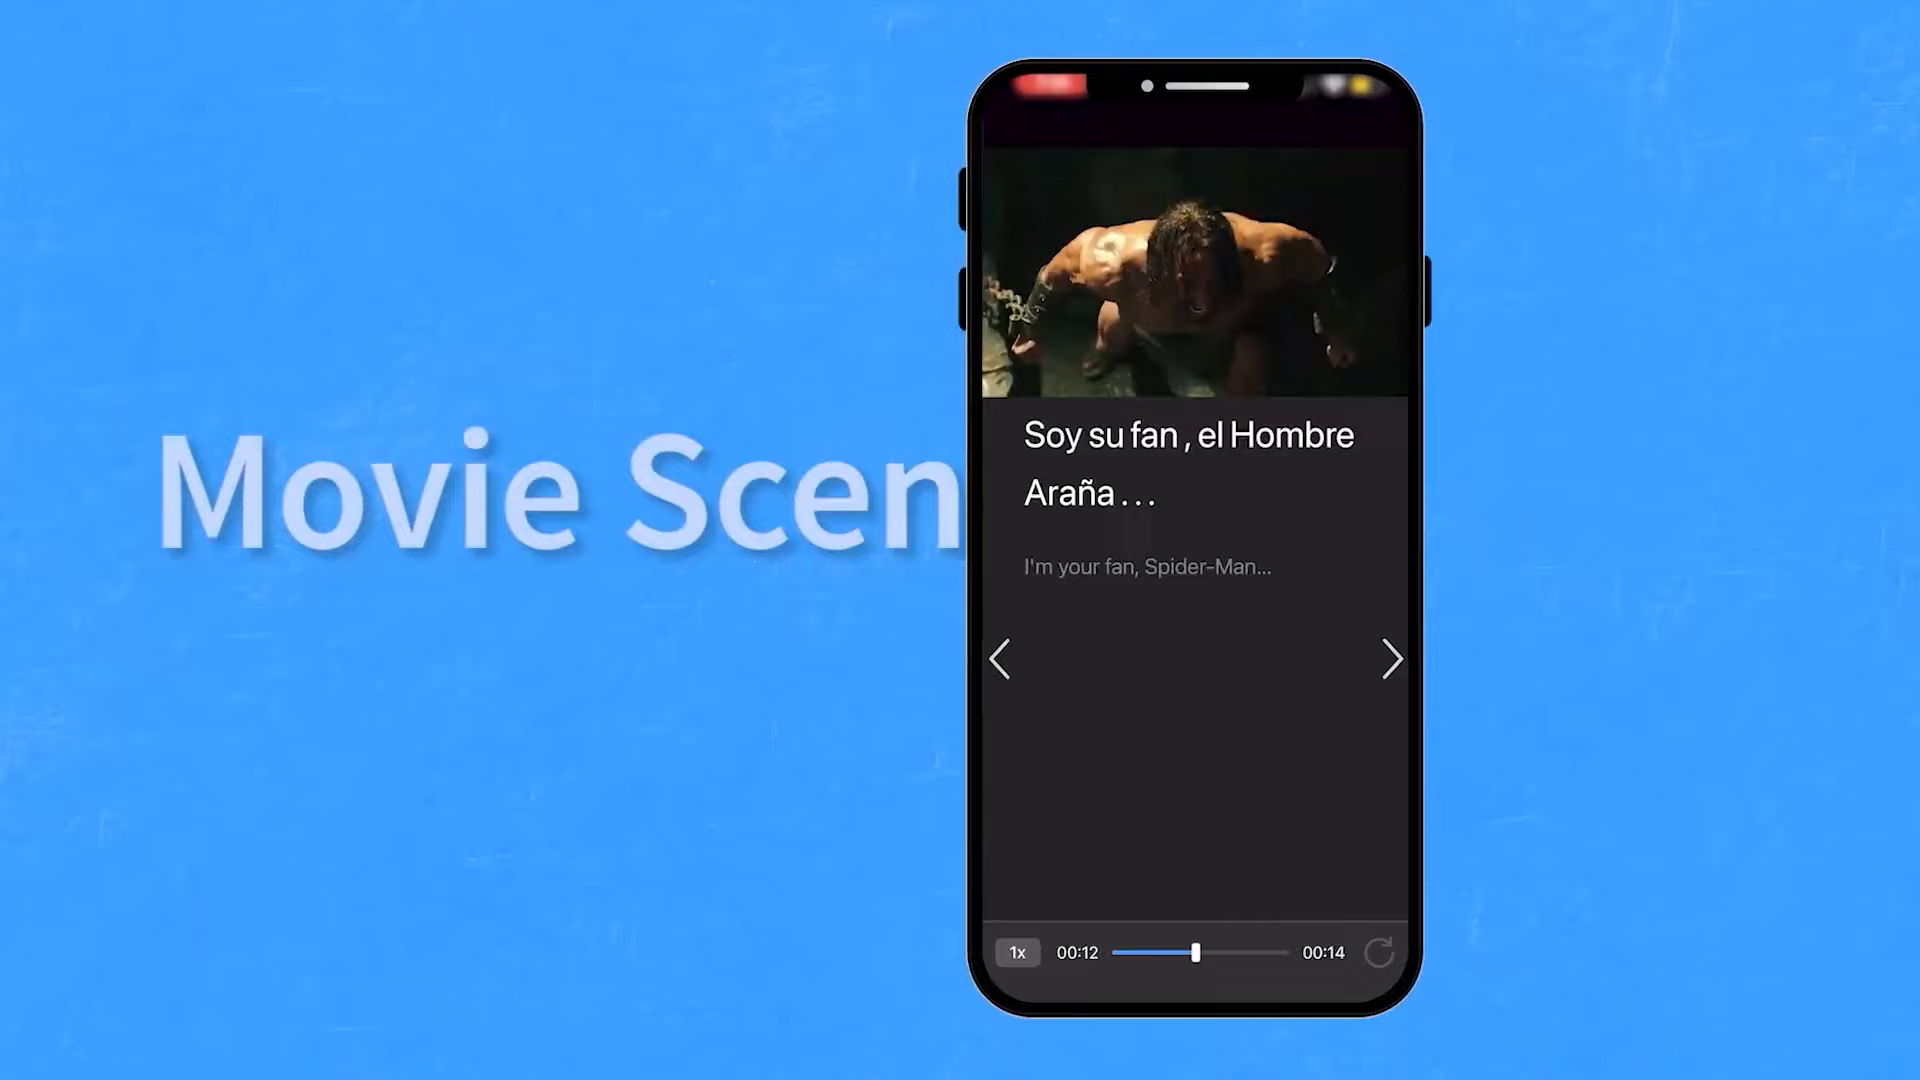 Movie Scen
Soy su fan , el Hombre
Araña . . .
I'm your fan, Spider-Man...
1x 00:12 00:14